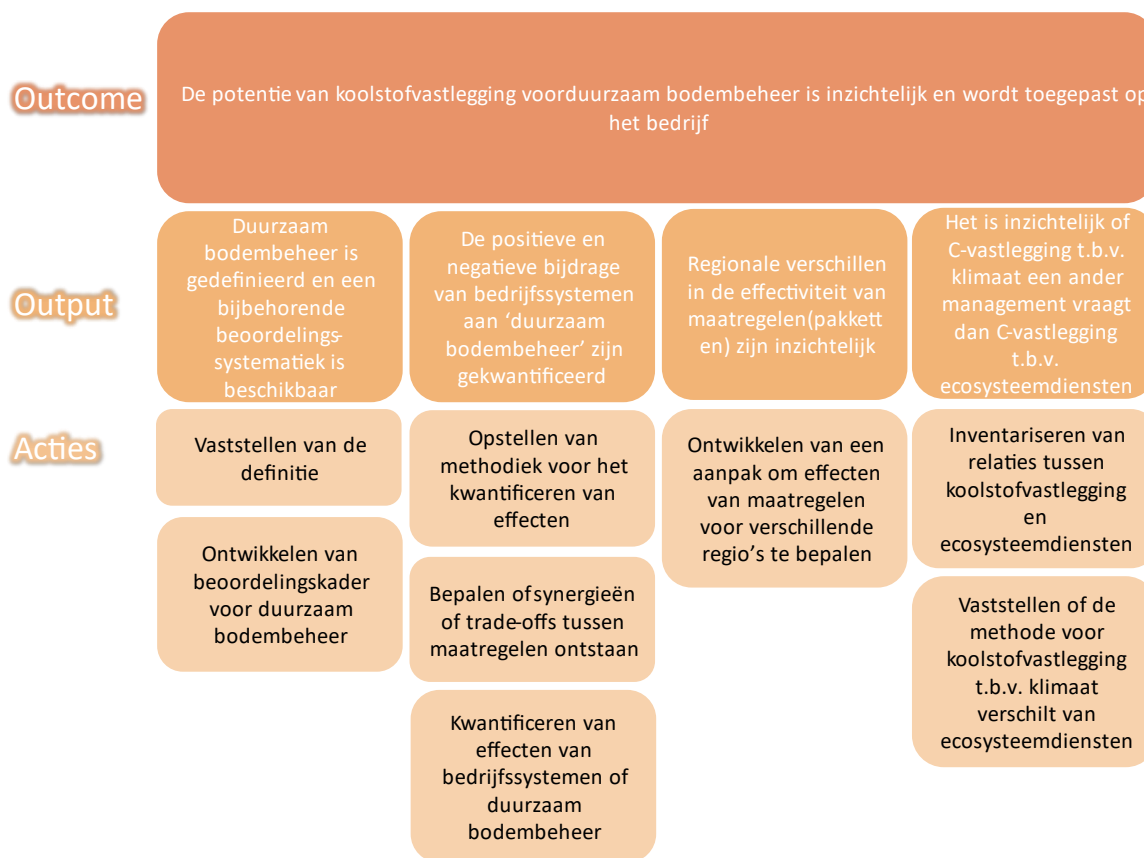 Outcome
De potentie van koolstofvastlegging voorduurzaam bodembeheer is inzichtelijk en wordt toegepast op
het bedrijf
Output
Duurzaam
bodembeheer is
gedefinieerd en een
bijbehorende
beoordelings-
systematiek is
beschikbaar
De positieve en
negatieve bijdrage
van bedrijfssystemen
aan ‘duurzaam
bodembeheer’ zijn
gekwantificeerd
Regionale verschillen
in de effectiviteit van
maatregelen(pakkett
en) zijn inzichtelijk
Het is inzichtelijk of
C-vastlegging t.b.v.
klimaat een ander
management vraagt
dan C-vastlegging
t.b.v.
ecosysteemdiensten
Acties
Vaststellen van de
definitie
Ontwikkelen van
beoordelingskader
voor duurzaam
bodembeheer
Opstellen van
methodiek voor het
kwantificeren van
effecten
Bepalen of synergieën
of trade-offs tussen
maatregelen ontstaan
Kwantificeren van
effecten van
bedrijfssystemen of
duurzaam
bodembeheer
Ontwikkelen van een
aanpak om effecten
van maatregelen
voor verschillende
regio’s te bepalen
Inventariseren van
relaties tussen
koolstofvastlegging
en
ecosysteemdiensten
Vaststellen of de
methode voor
koolstofvastlegging
t.b.v. klimaat
verschilt van
ecosysteemdiensten